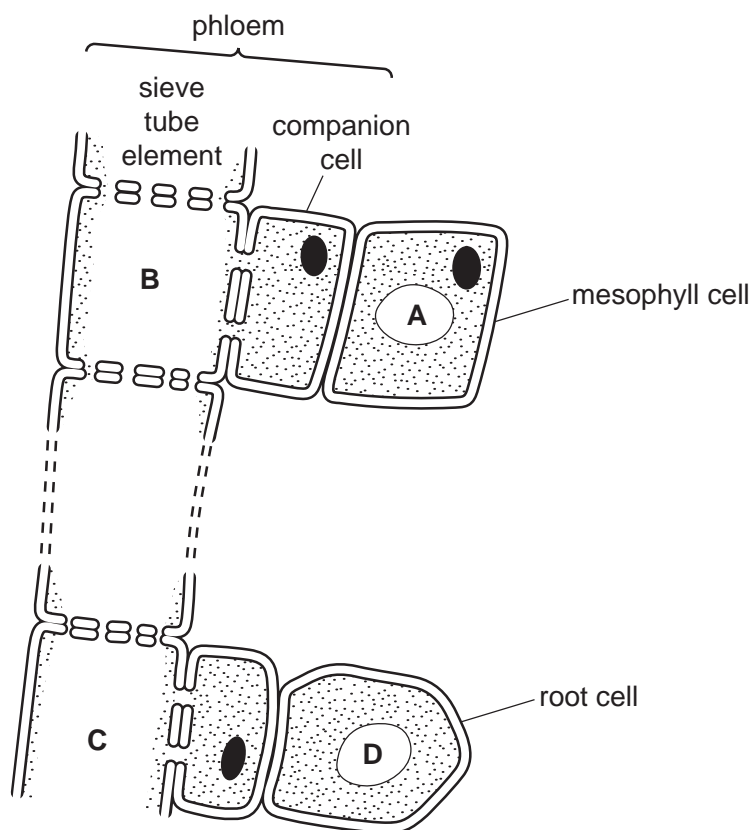 phloem
sieve
tube
element
companion
cell
B
A
mesophyll cell
root cell
C
D